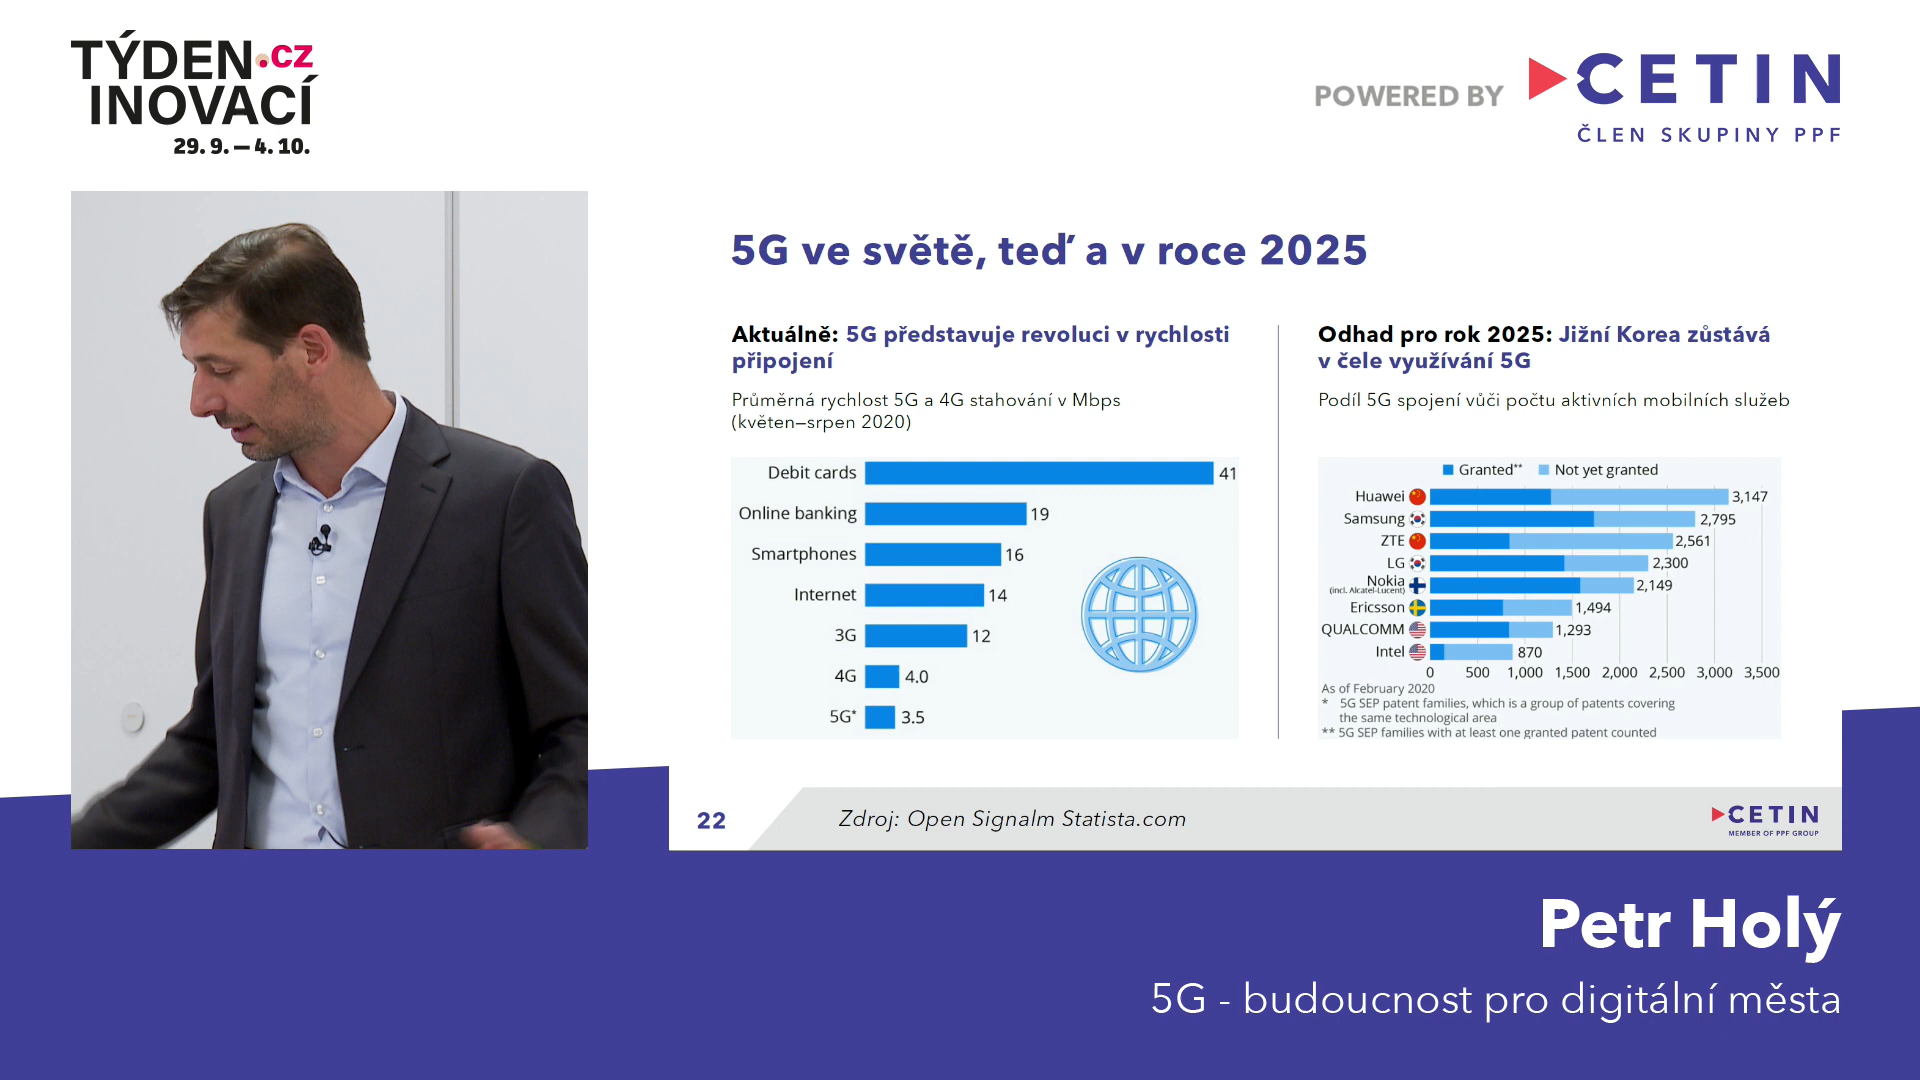 TÝDEN.cz
INOVACÍ
29. 9. — 4. 10.
POWERED BY
CETIN
ČLEN SKUPINY PPF
5G ve světě, teď a v roce 2025
Aktuálně: 5G představuje revoluci v rychlosti
připojení
Průměrná rychlost 5G a 4G stahování v Mbps
(květen–srpen 2020)
Debit cards 41
Online banking 19
Smartphones 16
Internet 14
3G 12
4G 4.0
5G* 3.5
Odhad pro rok 2025: Jižní Korea zůstává
v čele využívání 5G
Podíl 5G spojení vůči počtu aktivních mobilních služeb
Granted** Not yet granted
Huawei 3,147
Samsung 2,795
ZTE 2,561
LG 2,300
Nokia 2,149
(incl. Alcatel-Lucent)
Ericsson 1,494
QUALCOMM 1,293
Intel 870
0 500 1,000 1,500 2,000 2,500 3,000 3,500
As of February 2020
* 5G SEP patent families, which is a group of patents covering
the same technological area
** 5G SEP families with at least one granted patent counted
22
Zdroj: Open Signalm Statista.com
CETIN
MEMBER OF PPF GROUP
Petr Holý
5G - budoucnost pro digitální města